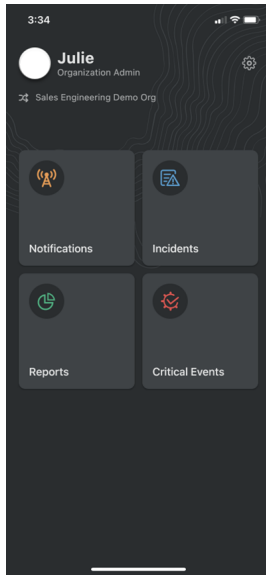 3:34
Julie
Organization Admin
Sales Engineering Demo Org
Notifications
Incidents
Reports
Critical Events